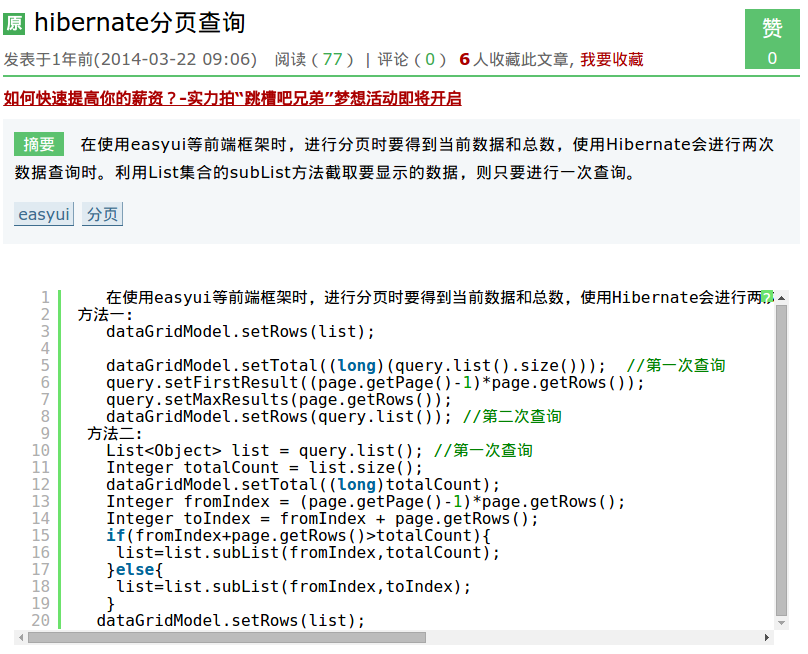 原 hibernate分页查询
赞
0
发表于1年前(2014-03-22 09:06) 阅读（77） | 评论（0） 6人收藏此文章, 我要收藏
如何快速提高你的薪资？-实力拍“跳槽吧兄弟”梦想活动即将开启
摘要 在使用easyui等前端框架时，进行分页时要得到当前数据和总数，使用Hibernate会进行两次
数据查询时。利用List集合的subList方法截取要显示的数据，则只要进行一次查询。
easyui 分页
1 在使用easyui等前端框架时，进行分页时要得到当前数据和总数，使用Hibernate会进行两 ?
2 方法一：
3 dataGridModel.setRows(list);
4
5 dataGridModel.setTotal((long)(query.list().size())); //第一次查询
6 query.setFirstResult((page.getPage()-1)*page.getRows());
7 query.setMaxResults(page.getRows());
8 dataGridModel.setRows(query.list()); //第二次查询
9 方法二：
10 List<Object> list = query.list(); //第一次查询
11 Integer totalCount = list.size();
12 dataGridModel.setTotal((long)totalCount);
13 Integer fromIndex = (page.getPage()-1)*page.getRows();
14 Integer toIndex = fromIndex + page.getRows();
15 if(fromIndex+page.getRows()>totalCount){
16 list=list.subList(fromIndex,totalCount);
17 }else{
18 list=list.subList(fromIndex,toIndex);
19 }
20 dataGridModel.setRows(list);